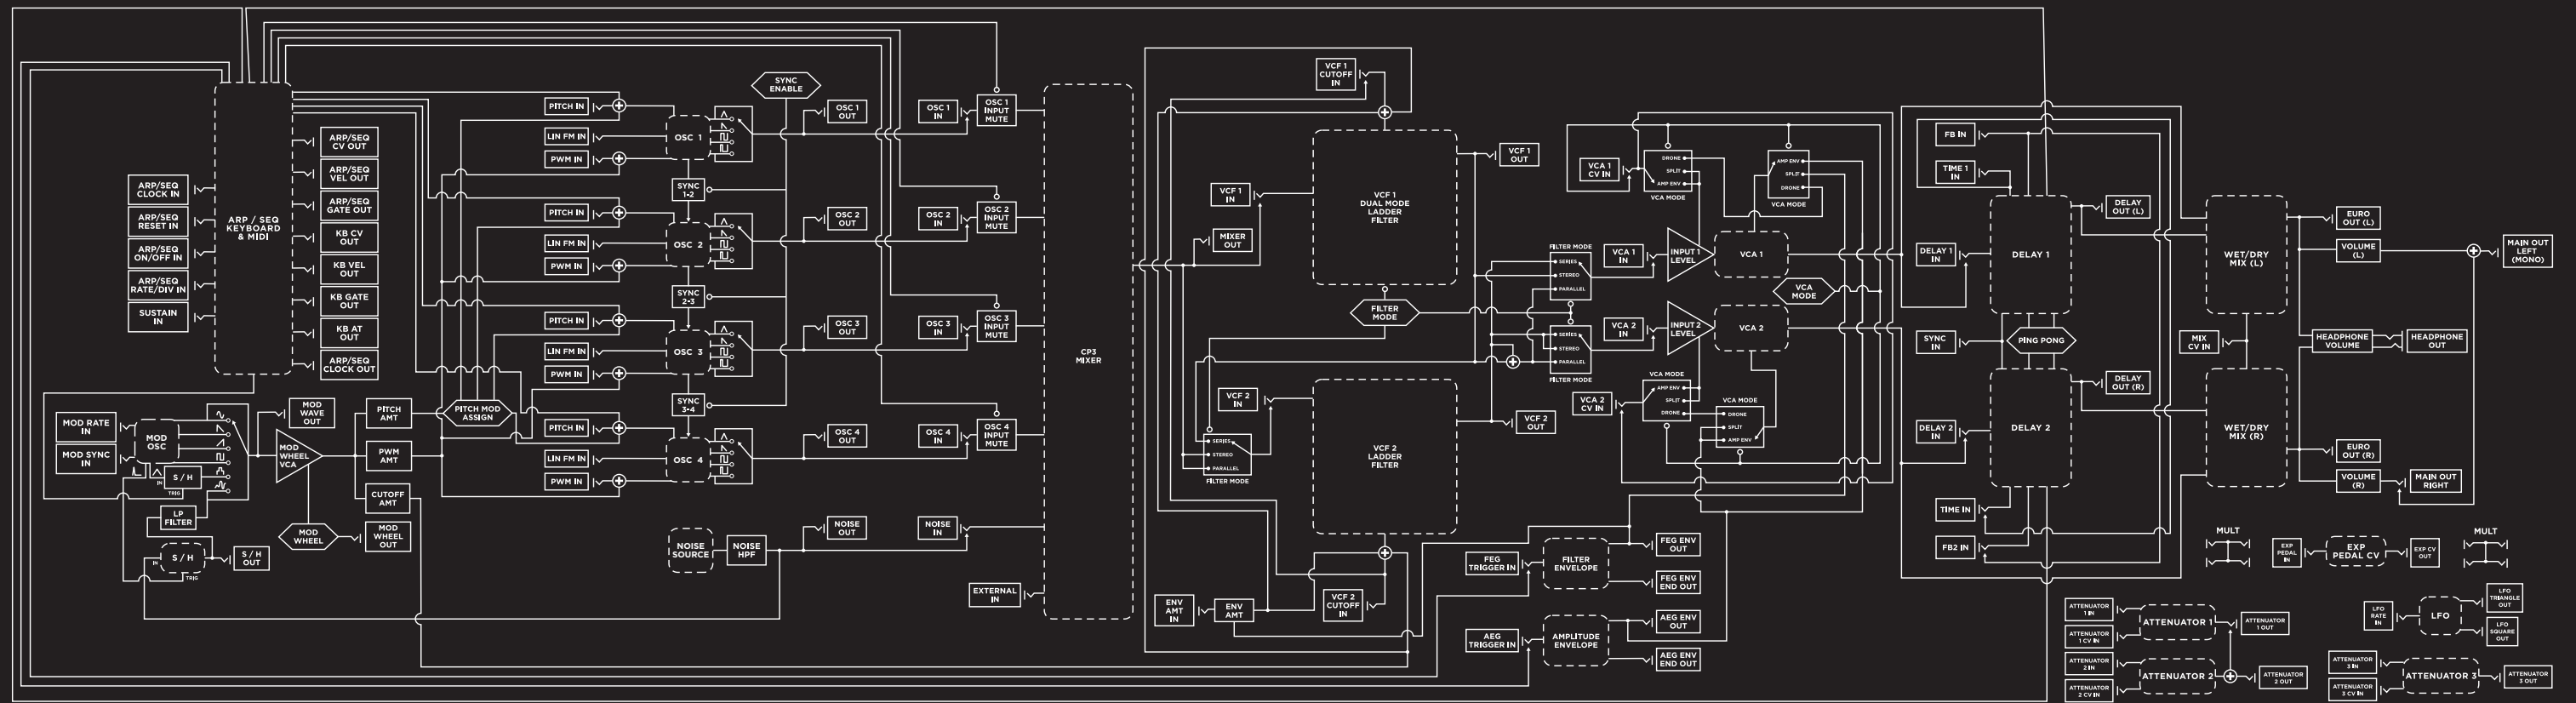 ARP / SEQ
KEYBOARD
& MIDI
ARP/SEQ
CLOCK IN
ARP/SEQ
RESET IN
ARP/SEQ
ON/OFF IN
ARP/SEQ
RATE/DIV IN
SUSTAIN
IN
ARP/SEQ
CV OUT
ARP/SEQ
VEL OUT
ARP/SEQ
GATE OUT
KB CV
OUT
KB VEL
OUT
KB GATE
OUT
KB AT
OUT
ARP/SEQ
CLOCK OUT
MOD RATE
IN
MOD SYNC
IN
MOD
OSC
S / H
IN
TRIG
LP
FILTER
S / H
IN
TRIG
S / H
OUT
MOD
WAVE
OUT
MOD
WHEEL
VCA
MOD
WHEEL
MOD
WHEEL
OUT
PITCH
AMT
PWM
AMT
CUTOFF
AMT
PITCH MOD
ASSIGN
SYNC
ENABLE
PITCH IN
LIN FM IN
PWM IN
OSC 1
OSC 1
OUT
OSC 1
IN
OSC 1
INPUT
MUTE
SYNC
1-2
PITCH IN
LIN FM IN
PWM IN
OSC 2
OSC 2
OUT
OSC 2
IN
OSC 2
INPUT
MUTE
SYNC
2-3
PITCH IN
LIN FM IN
PWM IN
OSC 3
OSC 3
OUT
OSC 3
IN
OSC 3
INPUT
MUTE
SYNC
3-4
PITCH IN
LIN FM IN
PWM IN
OSC 4
OSC 4
OUT
OSC 4
IN
OSC 4
INPUT
MUTE
NOISE
SOURCE
NOISE
HPF
NOISE
OUT
NOISE
IN
EXTERNAL
IN
CP3
MIXER
MIXER
OUT
VCF 1
CUTOFF
IN
VCF 1
IN
VCF 1
DUAL MODE
LADDER
FILTER
VCF 1
OUT
FILTER
MODE
VCF 2
IN
SERIES
STEREO
PARALLEL
FILTER MODE
VCF 2
LADDER
FILTER
VCF 2
OUT
VCF 2
CUTOFF
IN
ENV
AMT
IN
ENV
AMT
FILTER MODE
SERIES
STEREO
PARALLEL
SERIES
STEREO
PARALLEL
FILTER MODE
VCA 1
CV IN
DRONE
SPLIT
AMP ENV
VCA MODE
AMP ENV
SPLIT
DRONE
VCA MODE
VCA 1
IN
INPUT 1
LEVEL
VCA 1
VCA
MODE
VCA 2
IN
INPUT 2
LEVEL
VCA 2
VCA 2
CV IN
VCA MODE
AMP ENV
SPLIT
DRONE
VCA MODE
DRONE
SPLIT
AMP ENV
FEG
TRIGGER IN
FILTER
ENVELOPE
FEG ENV
OUT
FEG ENV
END OUT
AEG
TRIGGER IN
AMPLITUDE
ENVELOPE
AEG ENV
OUT
AEG ENV
END OUT
FB IN
TIME 1
IN
DELAY 1
IN
DELAY 1
DELAY
OUT (L)
SYNC
IN
PING PONG
DELAY 2
IN
DELAY 2
DELAY
OUT (R)
TIME IN
FB2 IN
WET/DRY
MIX (L)
MIX
CV IN
WET/DRY
MIX (R)
EURO
OUT (L)
VOLUME
(L)
MAIN OUT
LEFT
(MONO)
HEADPHONE
VOLUME
HEADPHONE
OUT
EURO
OUT (R)
VOLUME
(R)
MAIN OUT
RIGHT
MULT
EXP
PEDAL
IN
EXP
PEDAL CV
EXP CV
OUT
MULT
ATTENUATOR
1 IN
ATTENUATOR
1 CV IN
ATTENUATOR 1
ATTENUATOR
1 OUT
ATTENUATOR
2 IN
ATTENUATOR
2 CV IN
ATTENUATOR 2
ATTENUATOR
2 OUT
LFO
RATE
IN
LFO
LFO
TRIANGLE
OUT
LFO
SQUARE
OUT
ATTENUATOR
3 IN
ATTENUATOR
3 CV IN
ATTENUATOR 3
ATTENUATOR
3 OUT